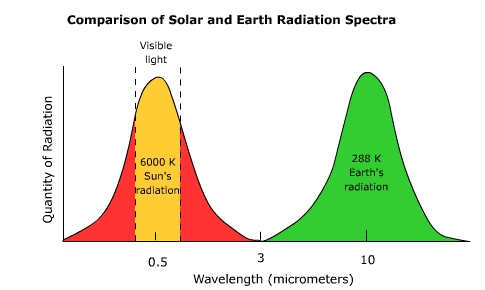 Comparison of Solar and Earth Radiation Spectra
Visible
light
Quantity of Radiation
6000 K
Sun's
radiation
288 K
Earth's
radiation
0.5
3
10
Wavelength (micrometers)